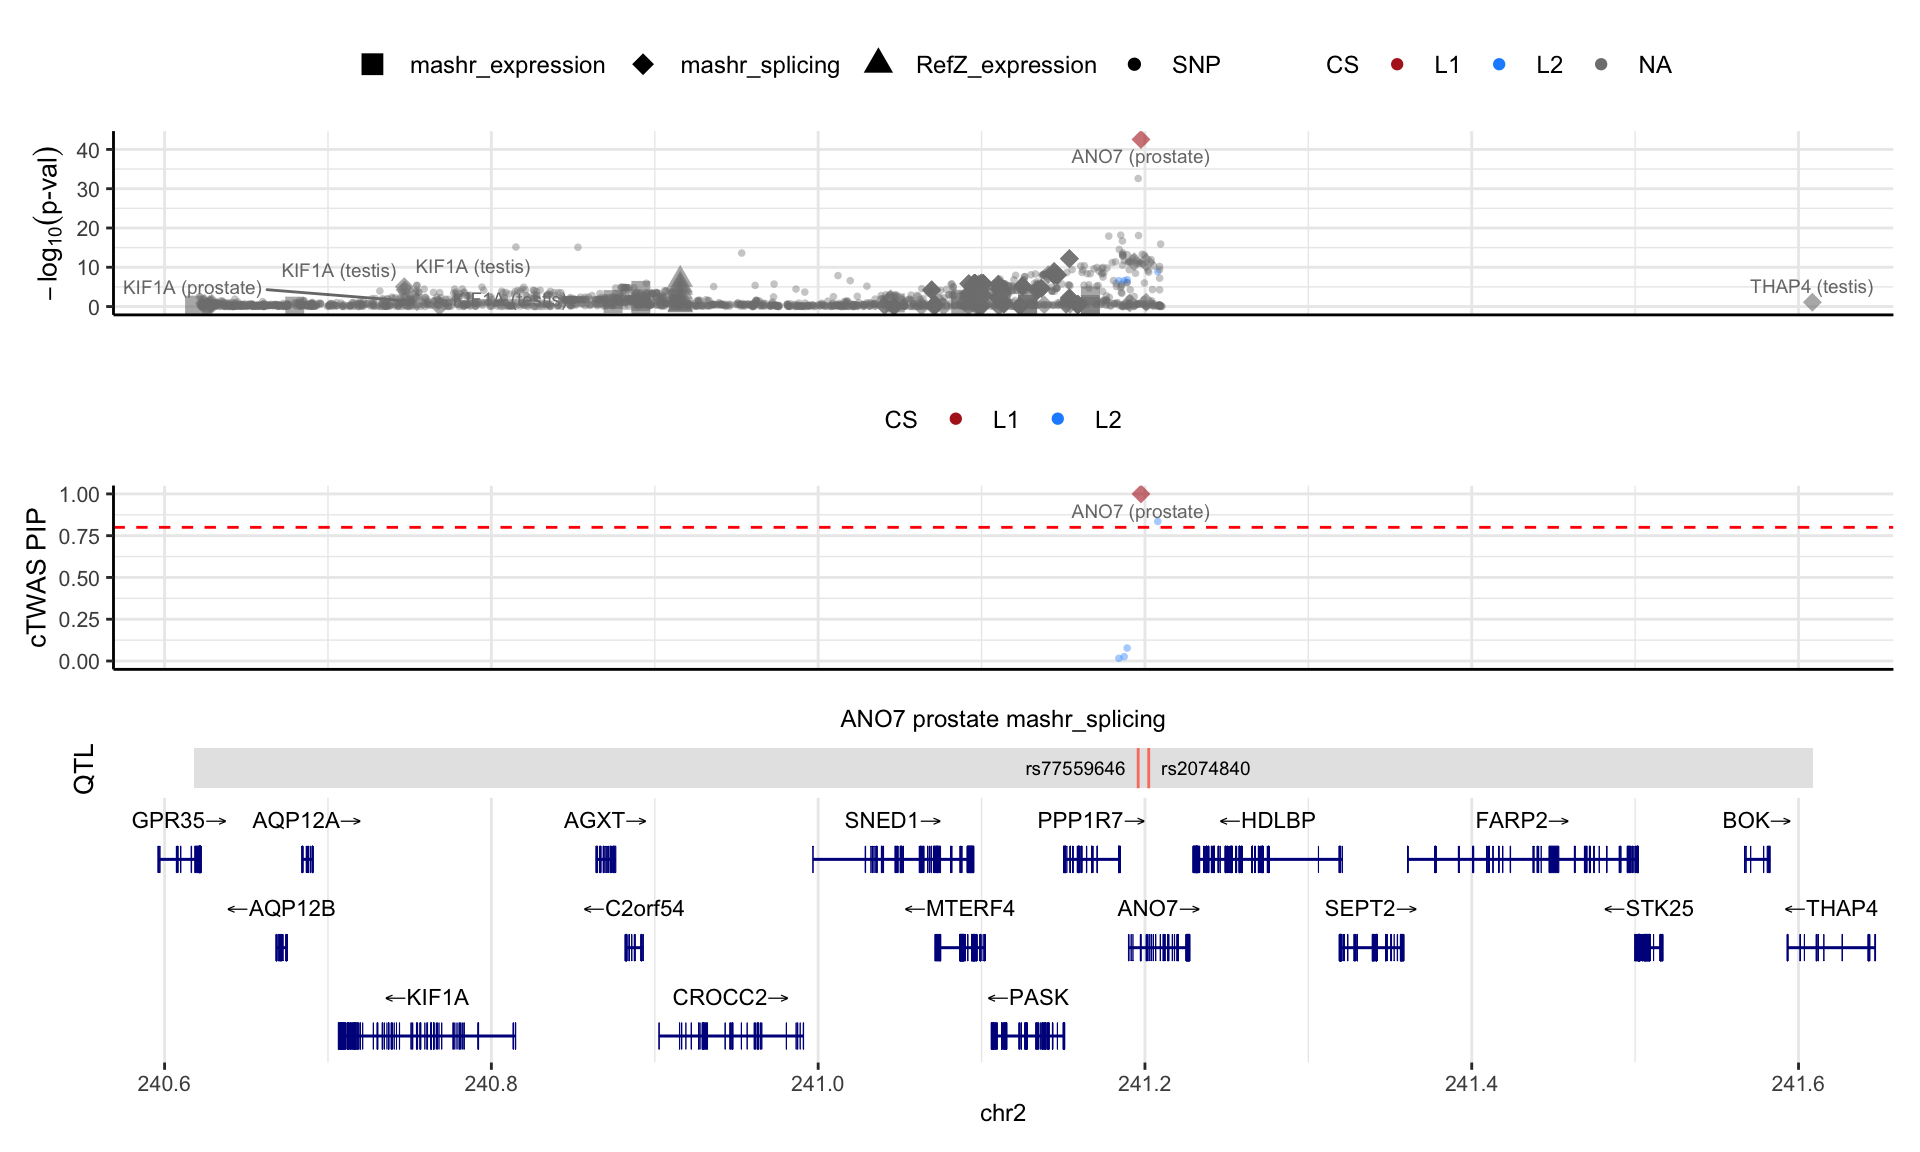 mashr_expression mashr_splicing RefZ_expression SNP CS L1 L2 NA
−log10(p-val)
40
30
20
10
0
ANO7 (prostate)
KIF1A (testis) KIF1A (testis)
KIF1A (prostate)
KIF1A (testis)
THAP4 (testis)
CS L1 L2
cTWAS PIP
1.00
0.75
0.50
0.25
0.00
ANO7 (prostate)
ANO7 prostate mashr_splicing
QTL
rs77559646 rs2074840
GPR35→ AQP12A→ AGXT→ SNED1→ PPP1R7→ ←HDLBP FARP2→ BOK→
←AQP12B ←C2orf54 ←MTERF4 ANO7→ SEPT2→ ←STK25 ←THAP4
←KIF1A CROCC2→ ←PASK
240.6 240.8 241.0 241.2 241.4 241.6
chr2